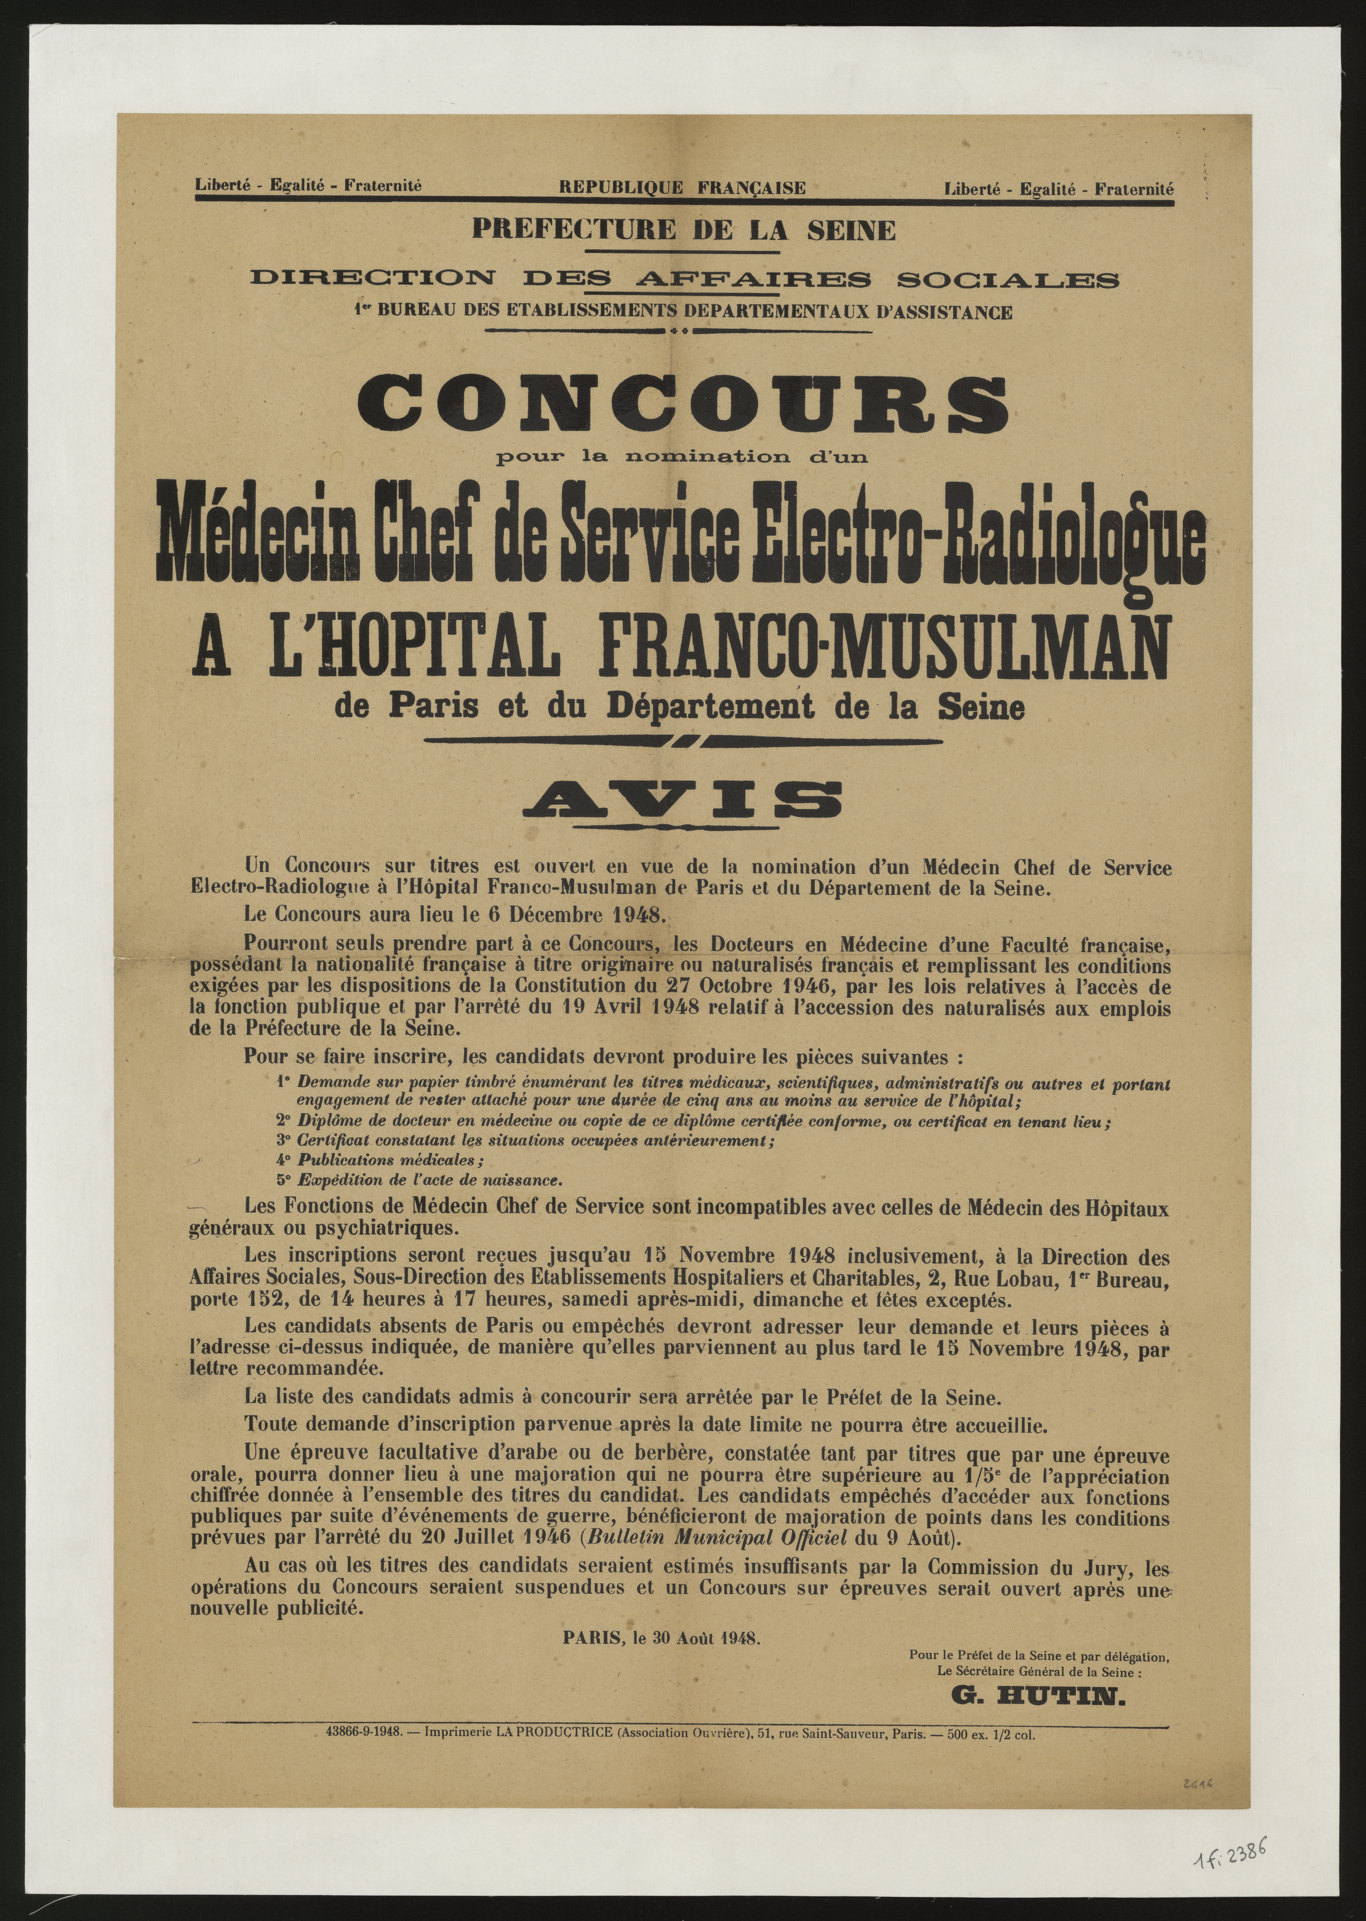 Liberté - Egalité - Fraternité REPUBLIQUE FRANÇAISE Liberté - Egalité - Fraternité
PREFECTURE DE LA SEINE
DIRECTION DES AFFAIRES SOCIALES
1er BUREAU DES ETABLISSEMENTS DEPARTEMENTAUX D'ASSISTANCE
CONCOURS
pour la nomination d'un
Médecin Chef de Service Electro-Radiologue
A L'HOPITAL FRANCO-MUSULMAN
de Paris et du Département de la Seine
AVIS
Un Concours sur titres est ouvert en vue de la nomination d'un Médecin Chef de Service
Electro-Radiologue à l'Hôpital Franco-Musulman de Paris et du Département de la Seine.
Le Concours aura lieu le 6 Décembre 1948.
Pourront seuls prendre part à ce Concours, les Docteurs en Médecine d'une Faculté française,
possédant la nationalité française à titre originaire ou naturalisés français et remplissant les conditions
exigées par les dispositions de la Constitution du 27 Octobre 1946, par les lois relatives à l'accès de
la fonction publique et par l'arrêté du 19 Avril 1948 relatif à l'accession des naturalisés aux emplois
de la Préfecture de la Seine.
Pour se faire inscrire, les candidats devront produire les pièces suivantes :
1° Demande sur papier timbré énumérant les titres médicaux, scientifiques, administratifs ou autres et portant
engagement de rester attaché pour une durée de cinq ans au moins au service de l'hôpital ;
2° Diplôme de docteur en médecine ou copie de ce diplôme certifiée conforme, ou certificat en tenant lieu ;
3° Certificat constatant les situations occupées antérieurement ;
4° Publications médicales ;
5° Expédition de l'acte de naissance.
Les Fonctions de Médecin Chef de Service sont incompatibles avec celles de Médecin des Hôpitaux
généraux ou psychiatriques.
Les inscriptions seront reçues jusqu'au 15 Novembre 1948 inclusivement, à la Direction des
Affaires Sociales, Sous-Direction des Etablissements Hospitaliers et Charitables, 2, Rue Lobau, 1er Bureau,
porte 152, de 14 heures à 17 heures, samedi après-midi, dimanche et fêtes exceptés.
Les candidats absents de Paris ou empêchés devront adresser leur demande et leurs pièces à
l'adresse ci-dessus indiquée, de manière qu'elles parviennent au plus tard le 15 Novembre 1948, par
lettre recommandée.
La liste des candidats admis à concourir sera arrêtée par le Préfet de la Seine.
Toute demande d'inscription parvenue après la date limite ne pourra être accueillie.
Une épreuve facultative d'arabe ou de berbère, constatée tant par titres que par une épreuve
orale, pourra donner lieu à une majoration qui ne pourra être supérieure au 1/5e de l'appréciation
chiffrée donnée à l'ensemble des titres du candidat. Les candidats empêchés d'accéder aux fonctions
publiques par suite d'événements de guerre, bénéficieront de majoration de points dans les conditions
prévues par l'arrêté du 20 Juillet 1946 (Bulletin Municipal Officiel du 9 Août).
Au cas où les titres des candidats seraient estimés insuffisants par la Commission du Jury, les
opérations du Concours seraient suspendues et un Concours sur épreuves serait ouvert après une
nouvelle publicité.
PARIS, le 30 Août 1948.
Pour le Préfet de la Seine et par délégation,
Le Sécrétaire Général de la Seine :
G. HUTIN.
43866-9-1948. — Imprimerie LA PRODUCTRICE (Association Ouvrière), 51, rue Saint-Sauveur, Paris. — 500 ex. 1/2 col.
2616
1fi 2386